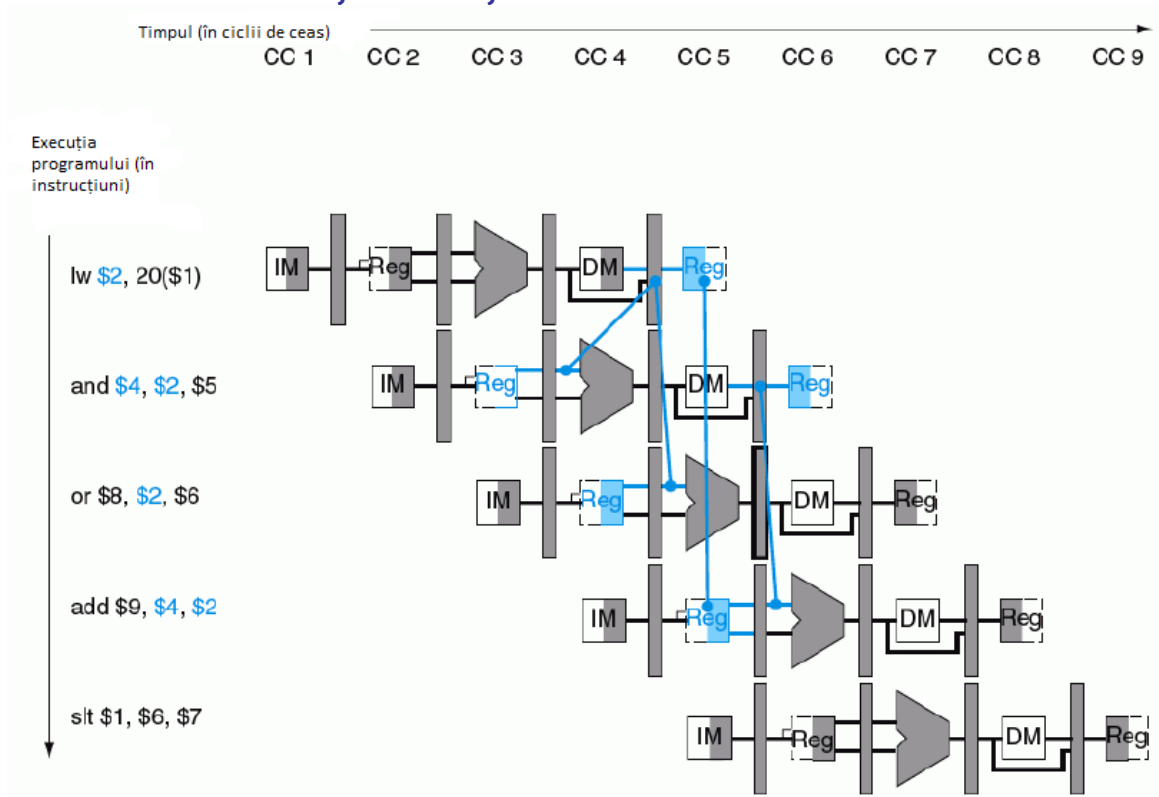 Timpul (în ciclii de ceas)
CC 1 CC 2 CC 3 CC 4 CC 5 CC 6 CC 7 CC 8 CC 9
Execuția
programului (în
instrucțiuni)
lw $2, 20($1) IM Reg DM Reg
and $4, $2, $5 IM Reg DM Reg
or $8, $2, $6 IM Reg DM Reg
add $9, $4, $2 IM Reg DM Reg
slt $1, $6, $7 IM Reg DM Reg